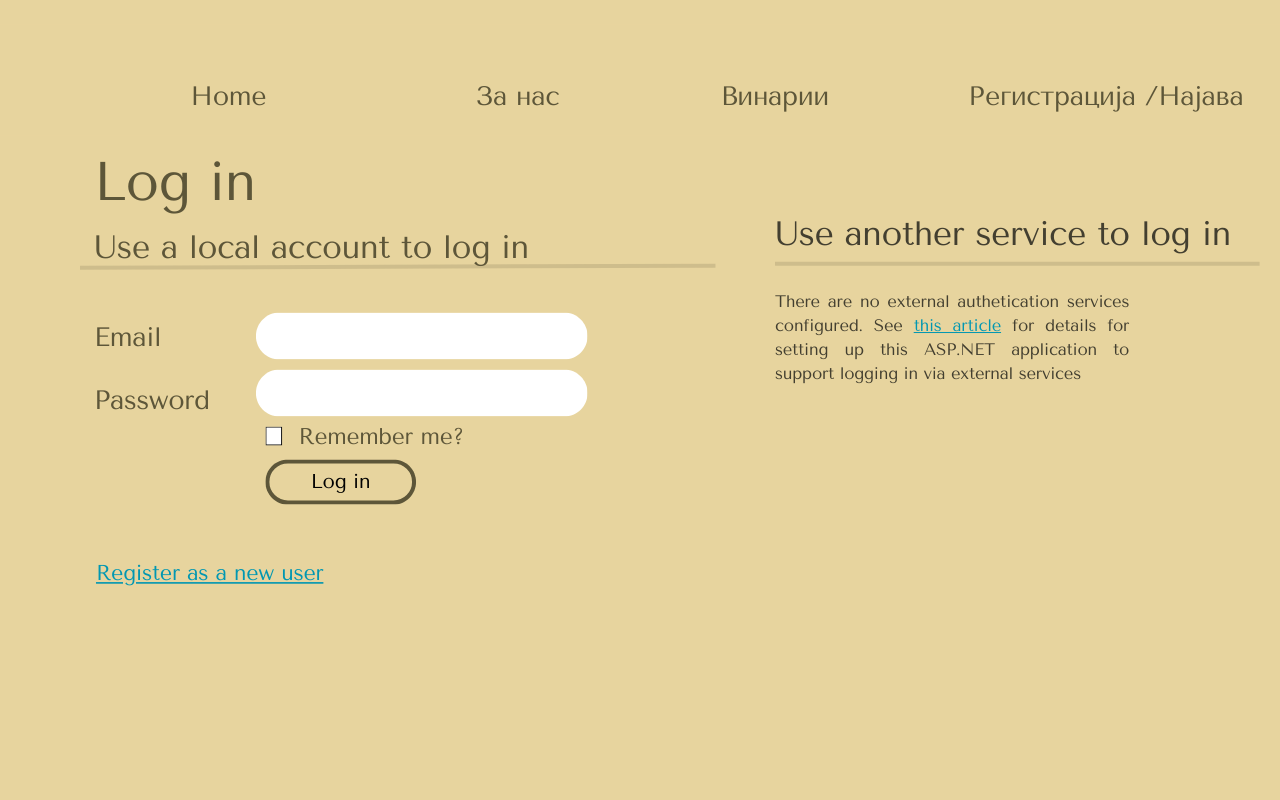 Home За нас Винарии Регистрација /Најава
Log in
Use a local account to log in
Email
Password
Remember me?
Log in
Register as a new user
Use another service to log in
There are no external authetication services
configured. See this article for details for
setting up this ASP.NET application to
support logging in via external services